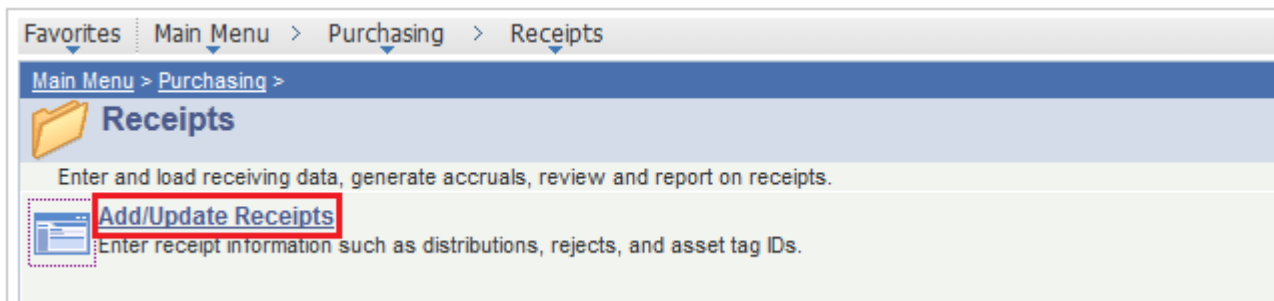 Favorites Main Menu > Purchasing > Receipts
Main Menu > Purchasing >
Receipts
Enter and load receiving data, generate accruals, review and report on receipts.
Add/Update Receipts
Enter receipt information such as distributions, rejects, and asset tag IDs.